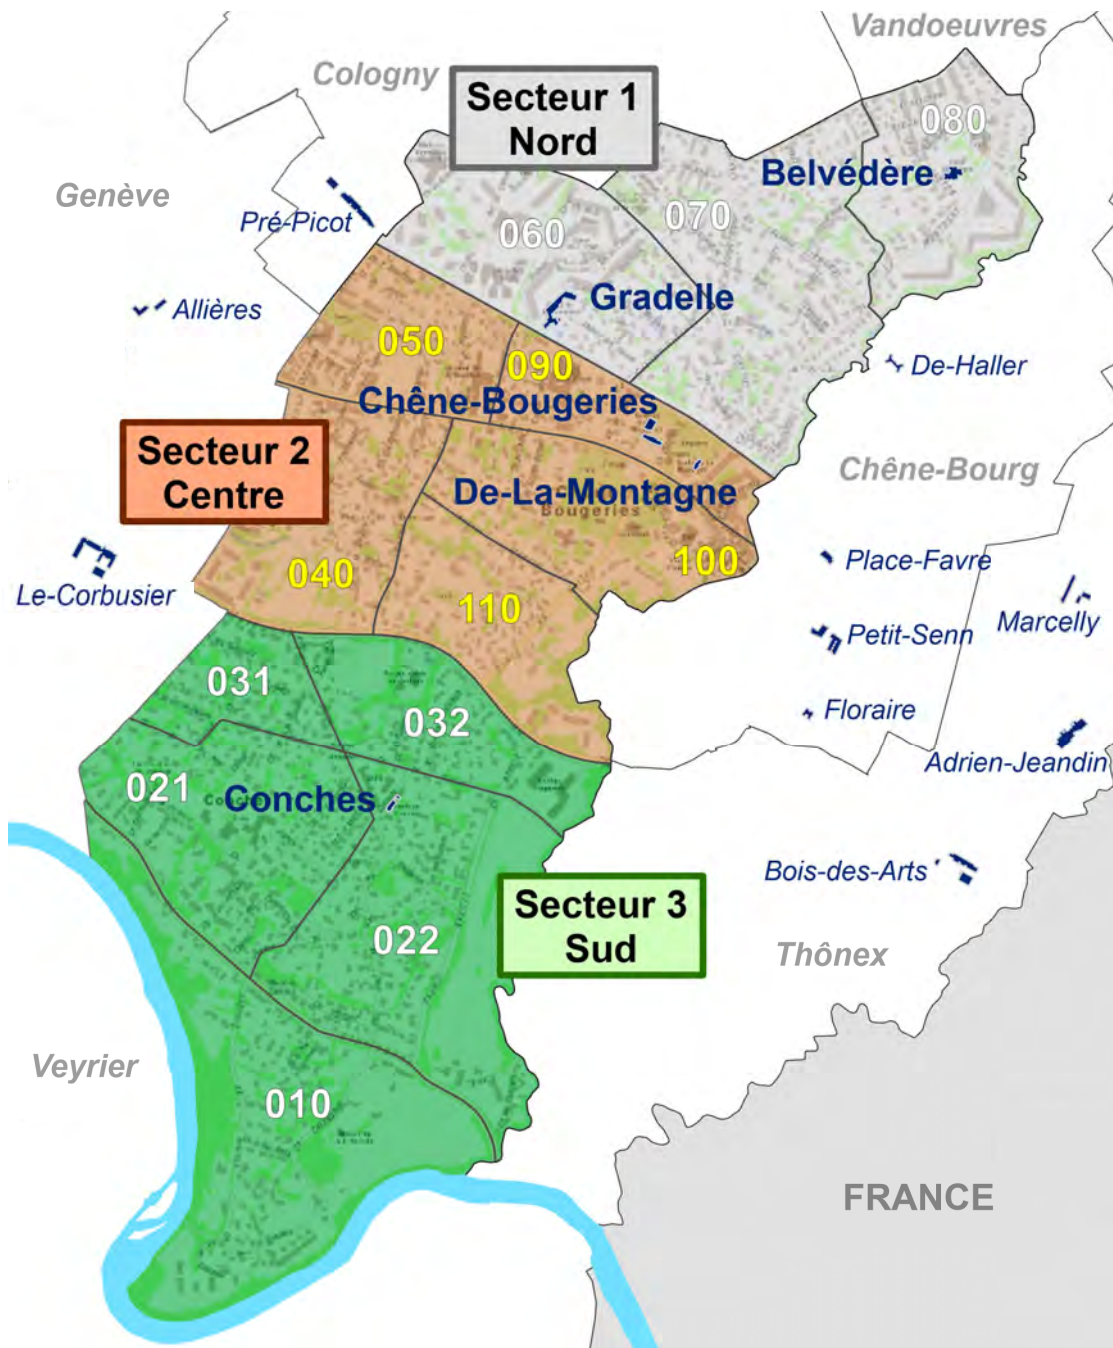 Vandoeuvres
Cologny
Secteur 1
Nord
080
Belvédère
Genève
Pré-Picot
060
070
Gradelle
Allières
050
090
De-Haller
Chêne-Bougeries
Secteur 2
Centre
Chêne-Bourg
De-La-Montagne
Bougeries
Le-Corbusier
040
100
Place-Favre
110
Marcelly
Petit-Senn
031
032
Floraire
Adrien-Jeandin
021
Conches
Bois-des-Arts
Secteur 3
Sud
022
Thônex
Veyrier
010
FRANCE